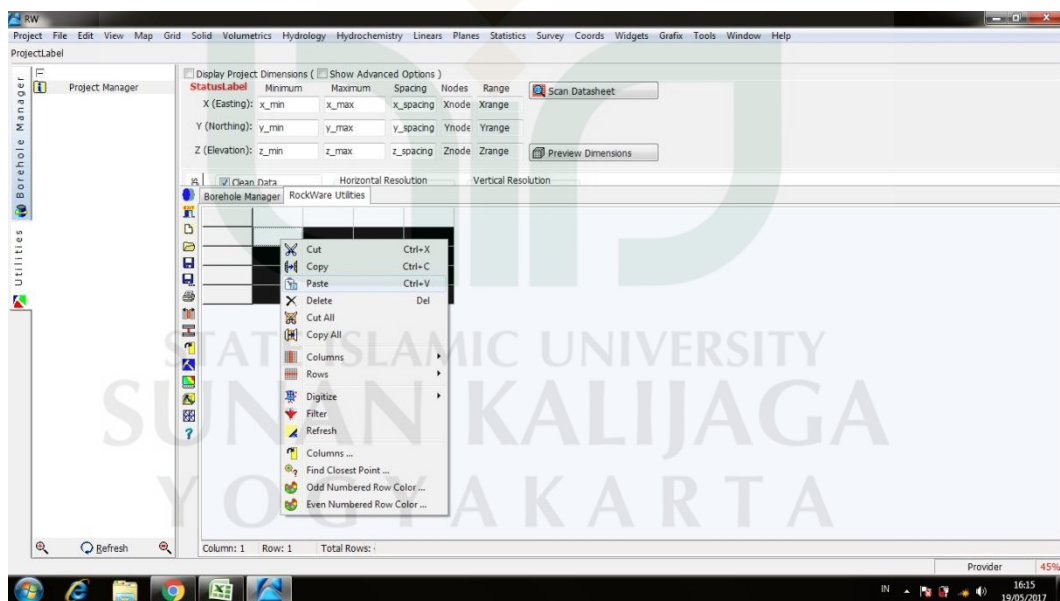 RW
Project File Edit View Map Grid Solid Volumetrics Hydrology Hydrochemistry Linears Planes Statistics Survey Coords Widgets Grafix Tools Window Help
ProjectLabel
Borehole Manager
Utilities
Project Manager
Display Project Dimensions ( Show Advanced Options )
StatusLabel Minimum Maximum Spacing Nodes Range
Scan Datasheet
X (Easting): x_min x_max x_spacing Xnode Xrange
Y (Northing): y_min y_max y_spacing Ynode Yrange
Z (Elevation): z_min z_max z_spacing Znode Zrange
Preview Dimensions
Clean Data Horizontal Resolution Vertical Resolution
Borehole Manager RockWare Utilities
Cut Ctrl+X
Copy Ctrl+C
Paste Ctrl+V
Delete Del
Cut All
Copy All
Columns
Rows
Digitize
Filter
Refresh
Columns ...
Find Closest Point ...
Odd Numbered Row Color ...
Even Numbered Row Color ...
STATE ISLAMIC UNIVERSITY
SUNAN KALIJAGA
YOGYAKARTA
Refresh
Column: 1 Row: 1 Total Rows:
Provider 45%
IN
16:15
19/05/2017